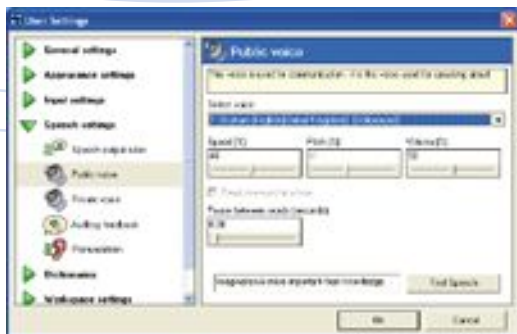 User Settings
General settings
Appearance settings
Input settings
Speech settings
Speech output
Public voice
Private voice
Auditory feedback
Pronunciation
Dictionaries
Workspace settings
Public voice
This voice is used for communication. It is the voice used for speaking aloud
Select voice
Speed [%]
Pitch [%]
Volume [%]
Pause between words (seconds)
0.00
Imagination is more important than knowledge
Test Speech
OK
Cancel